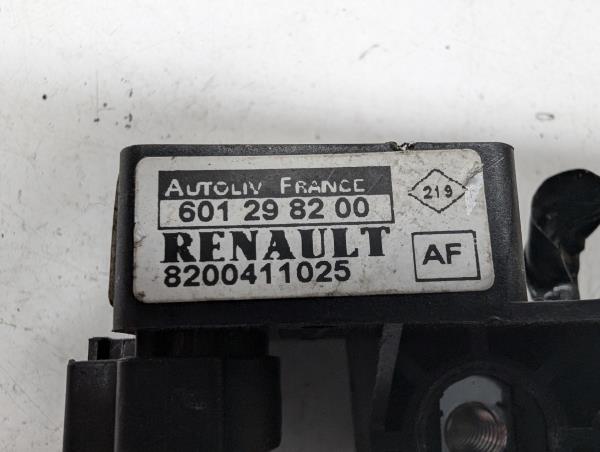 AUTOLIV FRANCE
219
601 29 82 00
RENAULT
AF
8200411025